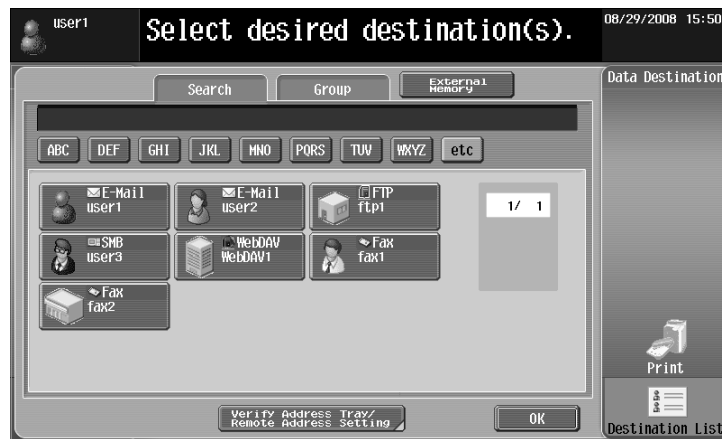 user1
Select desired destination(s).
08/29/2008 15:50
Search
Group
External
Memory
Data Destination
ABC DEF GHI JKL MNO PQRS TUV WXYZ etc
E-Mail
user1
E-Mail
user2
FTP
ftp1
1/ 1
SMB
user3
WebDAV
WebDAV1
Fax
fax1
Fax
fax2
Print
Verify Address Tray/
Remote Address Setting
OK
Destination List